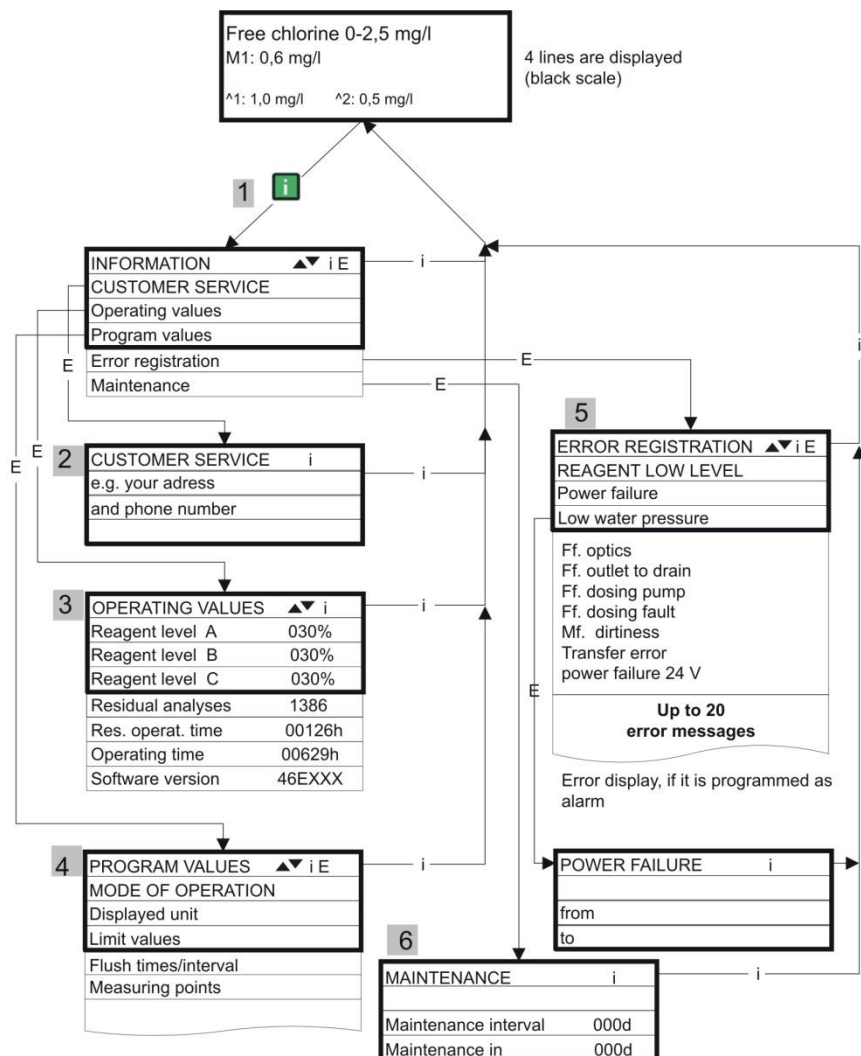 Free chlorine 0-2,5 mg/l
M1: 0,6 mg/l
^1: 1,0 mg/l ^2: 0,5 mg/l
4 lines are displayed
(black scale)
1 i
INFORMATION ▲▼ i E
CUSTOMER SERVICE
Operating values
Program values
Error registration
Maintenance
i
E
E
E
E
E
i
2
CUSTOMER SERVICE i
e.g. your adress
and phone number
i
3
OPERATING VALUES ▲▼ i
Reagent level A 030%
Reagent level B 030%
Reagent level C 030%
Residual analyses 1386
Res. operat. time 00126h
Operating time 00629h
Software version 46EXXX
i
4
PROGRAM VALUES ▲▼ i E
MODE OF OPERATION
Displayed unit
Limit values
Flush times/interval
Measuring points
i
5
ERROR REGISTRATION ▲▼ i E
REAGENT LOW LEVEL
Power failure
Low water pressure
Ff. optics
Ff. outlet to drain
Ff. dosing pump
Ff. dosing fault
Mf. dirtiness
Transfer error
power failure 24 V
Up to 20
error messages
E
Error display, if it is programmed as
alarm
POWER FAILURE i
from
to
6
MAINTENANCE i
Maintenance interval 000d
Maintenance in 000d
i